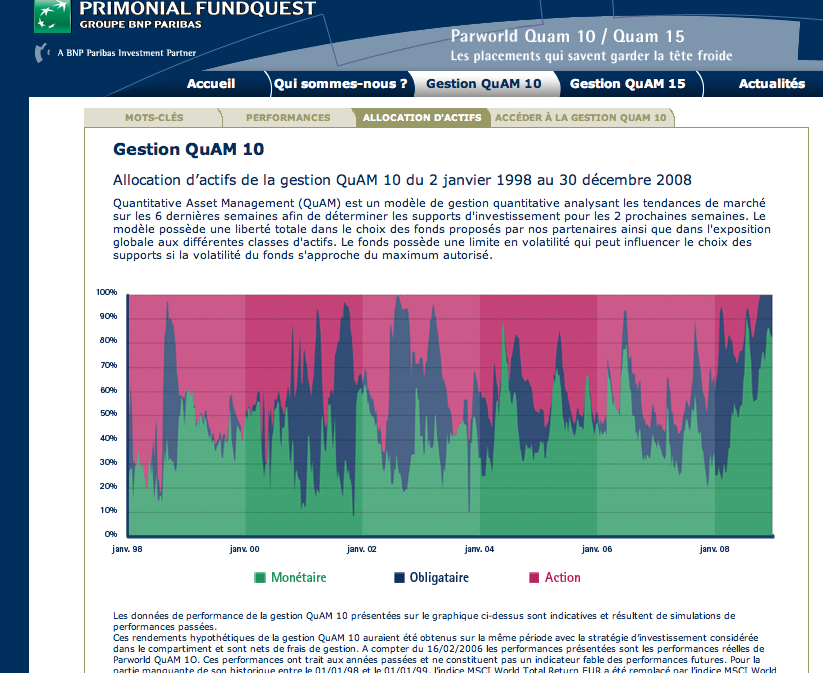 PRIMONIAL FUNDQUEST
GROUPE BNP PARIBAS
A BNP Paribas Investment Partner
Parworld Quam 10 / Quam 15
Les placements qui savent garder la tête froide
Accueil Qui sommes-nous ? Gestion QuAM 10 Gestion QuAM 15 Actualités
MOTS-CLÉS PERFORMANCES ALLOCATION D'ACTIFS ACCÉDER À LA GESTION QUAM 10
Gestion QuAM 10
Allocation d'actifs de la gestion QuAM 10 du 2 janvier 1998 au 30 décembre 2008
Quantitative Asset Management (QuAM) est un modèle de gestion quantitative analysant les tendances de marché
sur les 6 dernières semaines afin de déterminer les supports d'investissement pour les 2 prochaines semaines. Le
modèle possède une liberté totale dans le choix des fonds proposés par nos partenaires ainsi que dans l'exposition
globale aux différentes classes d'actifs. Le fonds possède une limite en volatilité qui peut influencer le choix des
supports si la volatilité du fonds s'approche du maximum autorisé.
100%
90%
80%
70%
60%
50%
40%
30%
20%
10%
0%
janv. 98 janv. 00 janv. 02 janv. 04 janv. 06 janv. 08
Monétaire Obligataire Action
Les données de performance de la gestion QuAM 10 présentées sur le graphique ci-dessus sont indicatives et résultent de simulations de
performances passées.
Ces rendements hypothétiques de la gestion QuAM 10 auraient été obtenus sur la même période avec la stratégie d'investissement considérée
dans le compartiment et sont nets de frais de gestion. A compter du 16/02/2006 les performances présentées sont les performances réelles de
Parworld QuAM 10. Ces performances ont trait aux années passées et ne constituent pas un indicateur fable des performances futures. Pour la
partie manquante de son historique entre le 01/01/98 et le 01/01/99, l'indice MSCI World Total Return EUR a été remplacé par l'indice MSCI World